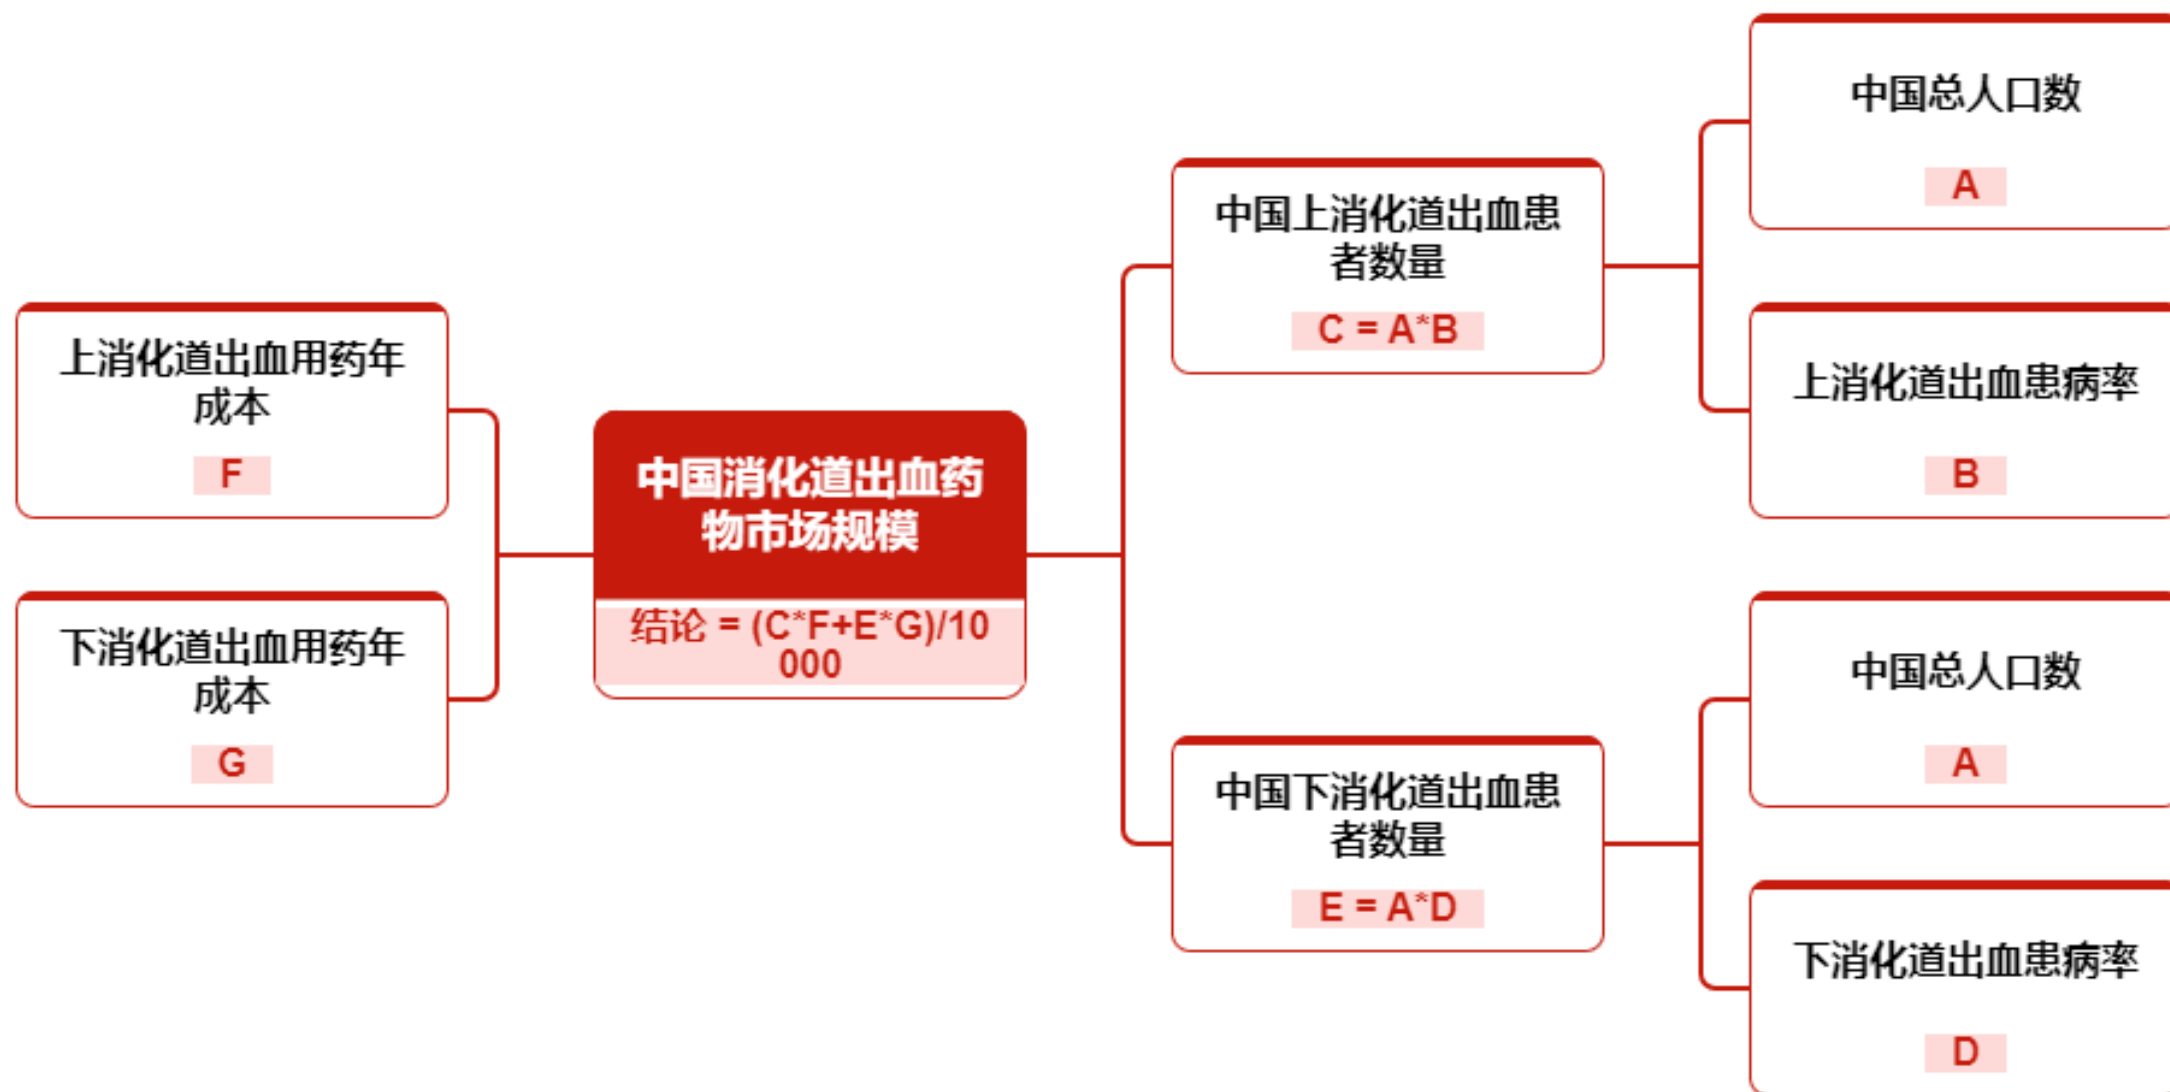 上消化道出血用药年
成本
F
下消化道出血用药年
成本
G
中国消化道出血药
物市场规模
结论 = (C*F+E*G)/10
000
中国上消化道出血患
者数量
C = A*B
中国下消化道出血患
者数量
E = A*D
中国总人口数
A
上消化道出血患病率
B
中国总人口数
A
下消化道出血患病率
D